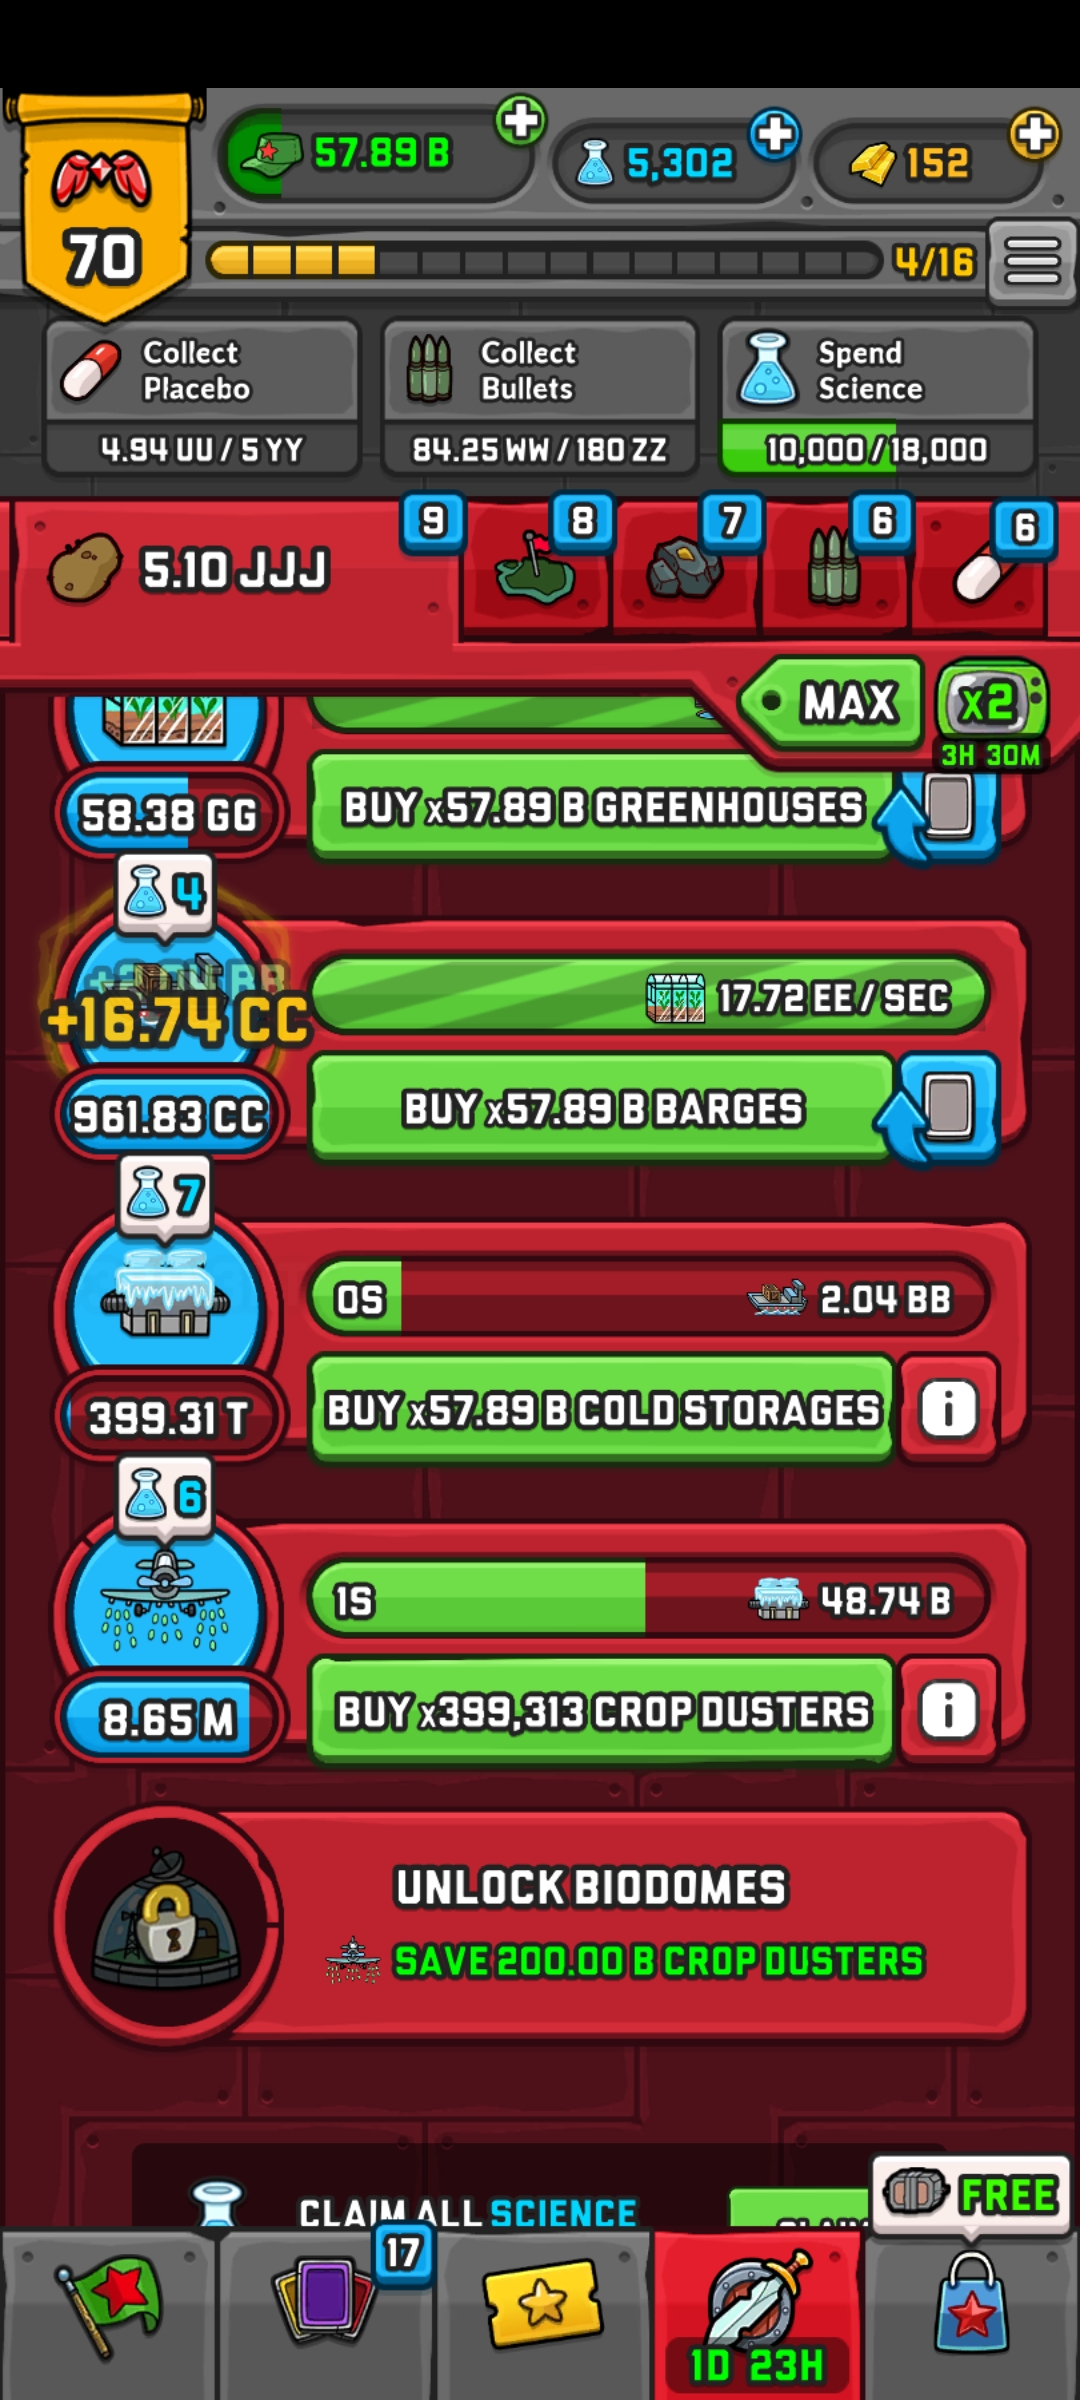 57.89 B
5,302
152
70
4/16
Collect
Placebo
4.94 UU / 5 YY
Collect
Bullets
84.25 WW / 180 ZZ
Spend
Science
10,000 / 18,000
5.10 JJJ
9
8
7
6
6
MAX
x2
3H 30M
58.38 GG
BUY x57.89 B GREENHOUSES
4
+16.74 CC
17.72 EE / SEC
961.83 CC
BUY x57.89 B BARGES
7
0S
2.04 BB
399.31 T
BUY x57.89 B COLD STORAGES
i
6
1S
48.74 B
8.65 M
BUY x399,313 CROP DUSTERS
i
UNLOCK BIODOMES
SAVE 200.00 B CROP DUSTERS
CLAIM ALL SCIENCE
FREE
17
1D 23H